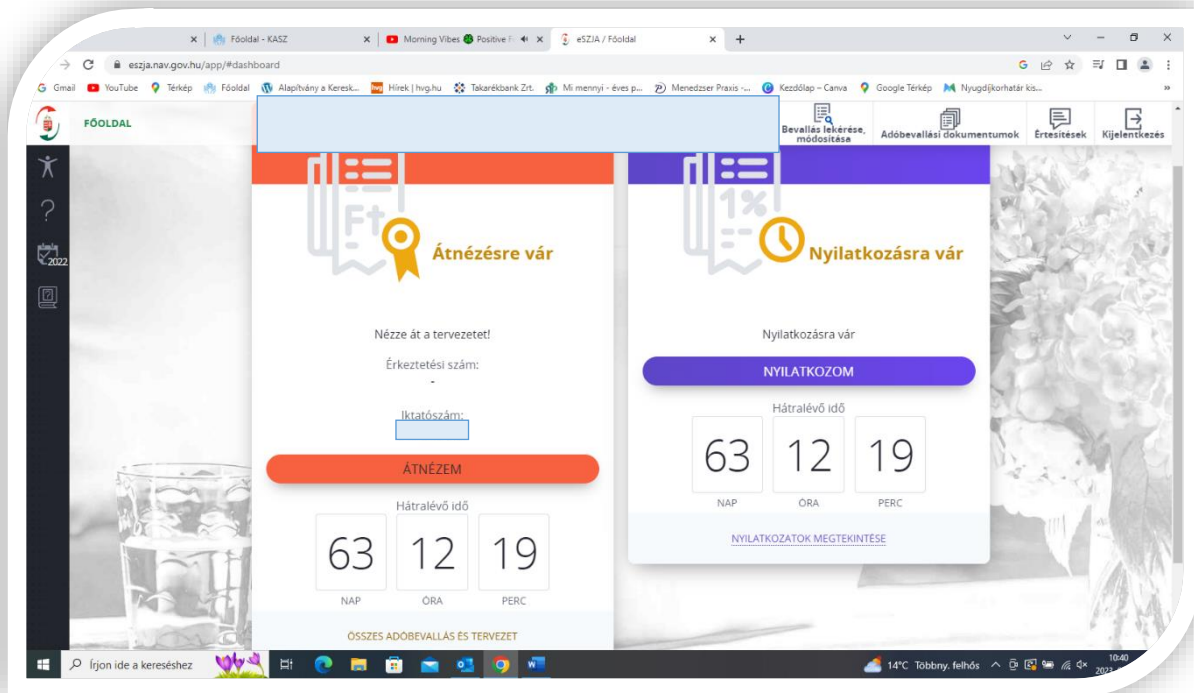 Főoldal - KASZ
Morning Vibes
Positive F
eSZJA / Főoldal
eszja.nav.gov.hu/app/#dashboard
Gmail
YouTube
Térkép
Főoldal
Alapítvány a Keresk...
Hírek | hvg.hu
Takarékbank Zrt.
Mi mennyi - éves p...
Menedzser Praxis -...
Kezdőlap – Canva
Google Térkép
Nyugdíjkorhatár kis...
FŐOLDAL
Bevallás lekérése,
módosítása
Adóbevallási dokumentumok
Értesítések
Kijelentkezés
2022
Ft
Átnézésre vár
Nézze át a tervezetet!
Érkeztetési szám:
-
Iktatószám:
ÁTNÉZEM
Hátralévő idő
63 12 19
NAP ÓRA PERC
ÖSSZES ADÓBEVALLÁS ÉS TERVEZET
1%
Nyilatkozásra vár
Nyilatkozásra vár
NYILATKOZOM
Hátralévő idő
63 12 19
NAP ÓRA PERC
NYILATKOZATOK MEGTEKINTÉSE
Írjon ide a kereséshez
14°C Többny. felhős
10:40